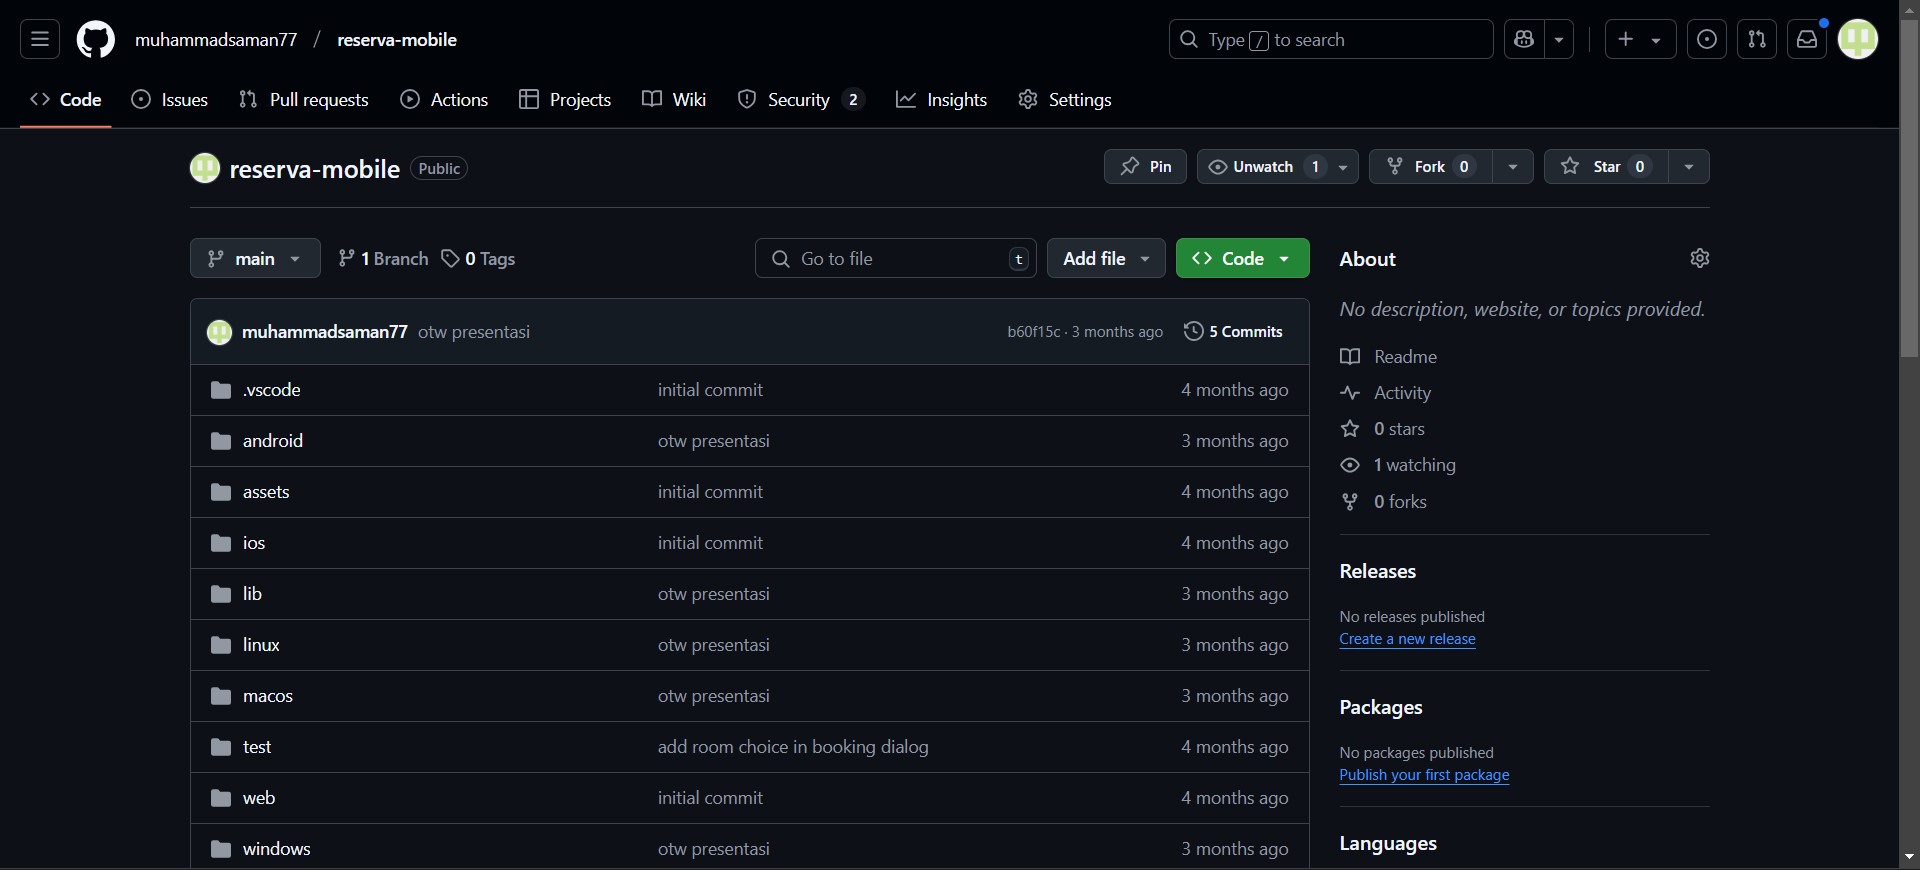 muhammadsaman77 / reserva-mobile
Type / to search
Code Issues Pull requests Actions Projects Wiki Security 2 Insights Settings
reserva-mobile Public
Pin Unwatch 1 Fork 0 Star 0
main 1 Branch 0 Tags
Go to file t Add file Code
muhammadsaman77 otw presentasi b60f15c · 3 months ago 5 Commits
.vscode initial commit 4 months ago
android otw presentasi 3 months ago
assets initial commit 4 months ago
ios initial commit 4 months ago
lib otw presentasi 3 months ago
linux otw presentasi 3 months ago
macos otw presentasi 3 months ago
test add room choice in booking dialog 4 months ago
web initial commit 4 months ago
windows otw presentasi 3 months ago
About
No description, website, or topics provided.
Readme
Activity
0 stars
1 watching
0 forks
Releases
No releases published
Create a new release
Packages
No packages published
Publish your first package
Languages